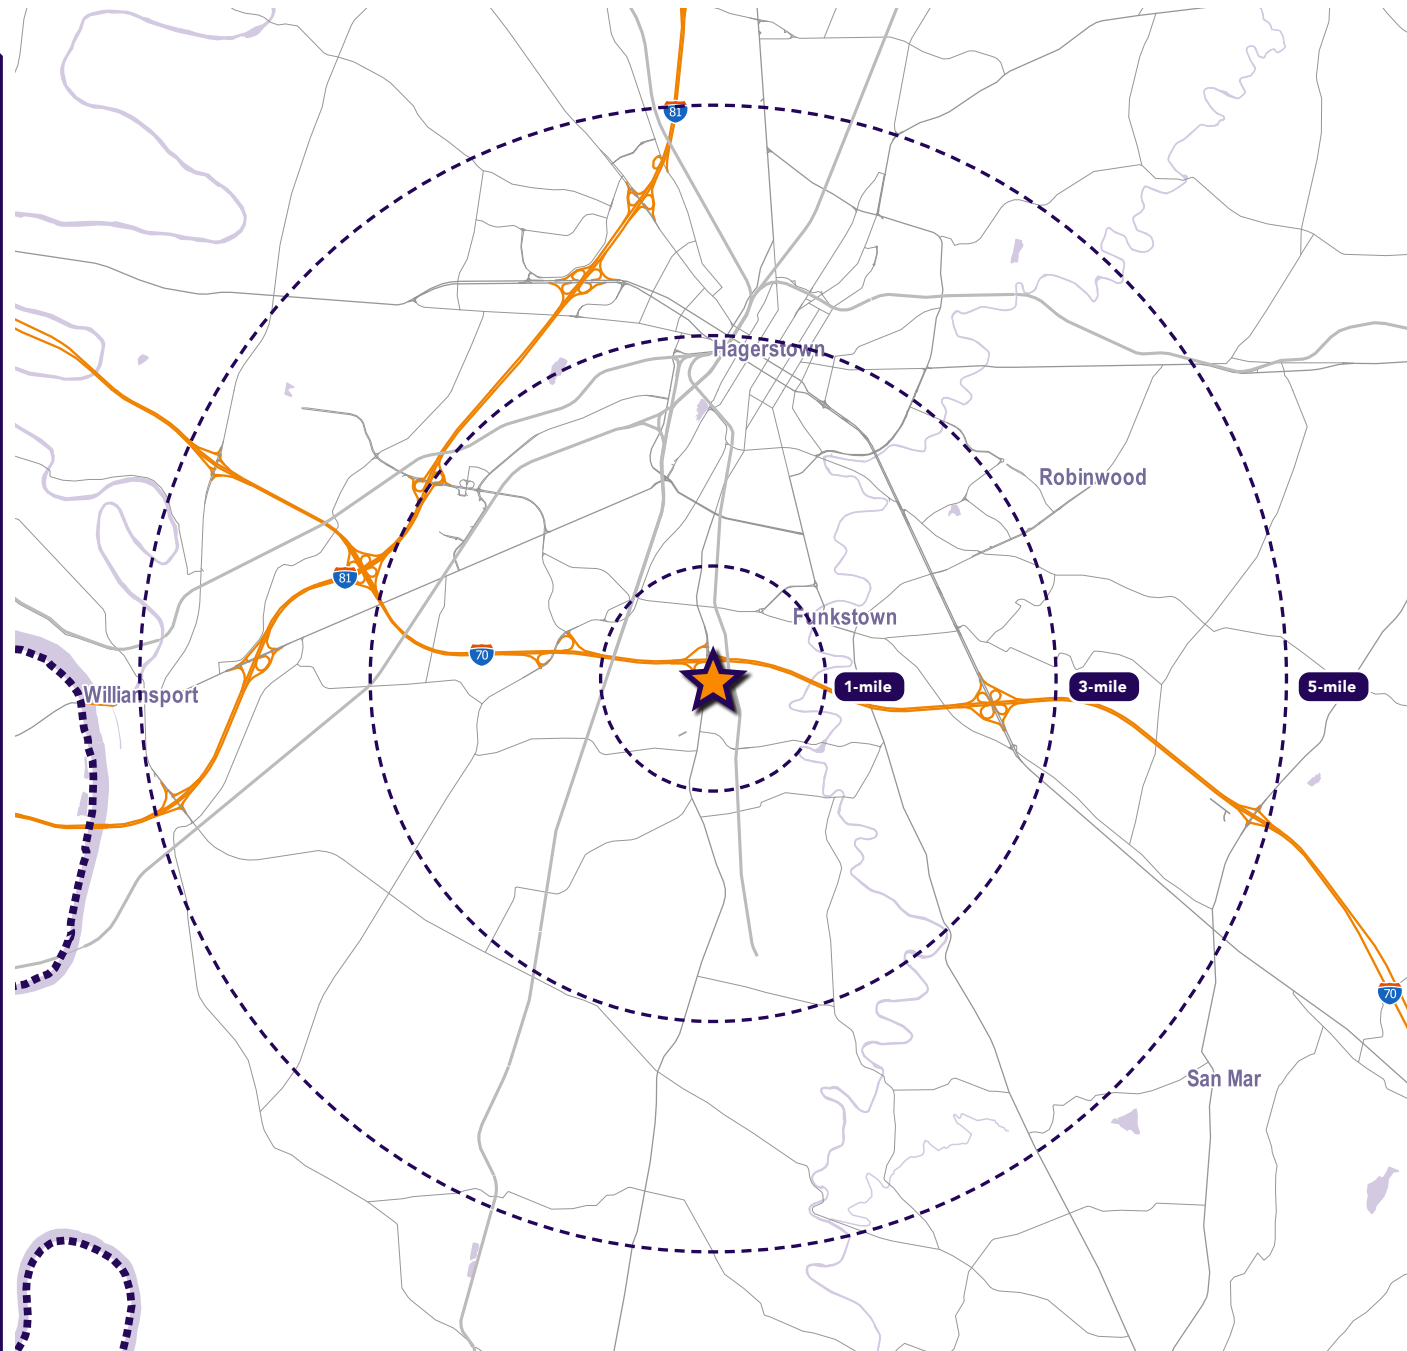 81
Hagerstown
Robinwood
81
Funkstown
70
Williamsport
1-mile
3-mile
5-mile
70
San Mar